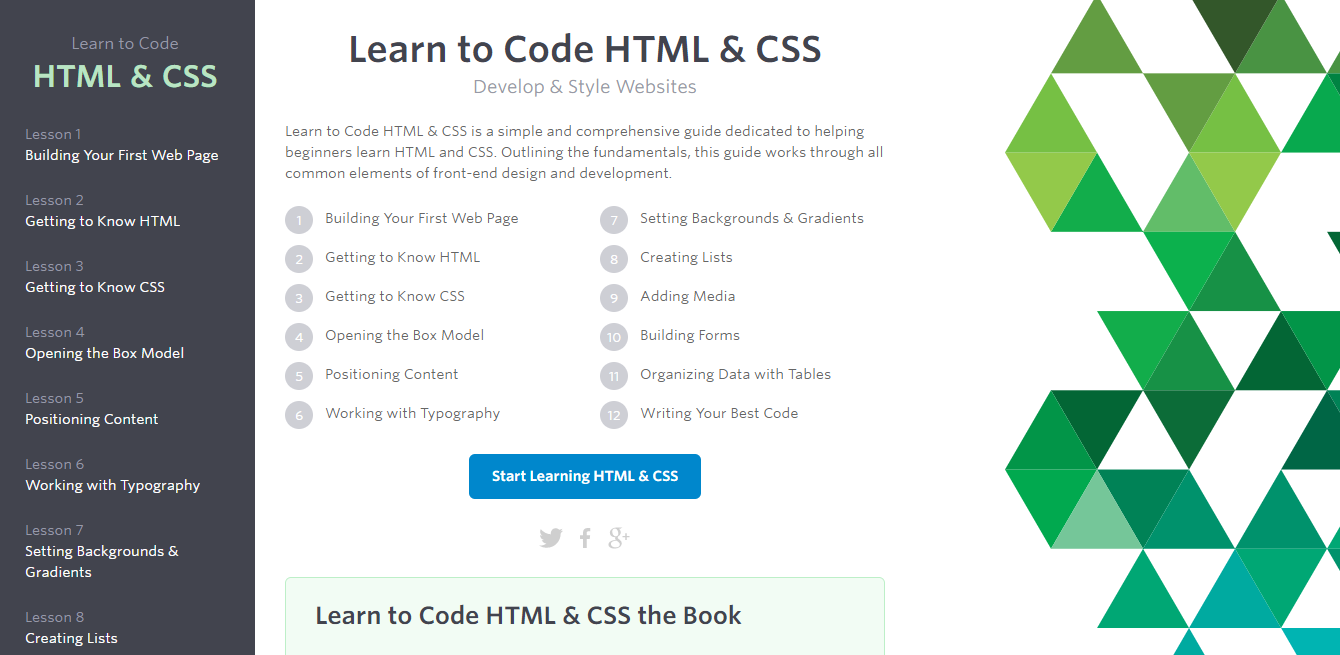 Learn to Code
HTML & CSS
Lesson 1
Building Your First Web Page
Lesson 2
Getting to Know HTML
Lesson 3
Getting to Know CSS
Lesson 4
Opening the Box Model
Lesson 5
Positioning Content
Lesson 6
Working with Typography
Lesson 7
Setting Backgrounds &
Gradients
Lesson 8
Creating Lists
Learn to Code HTML & CSS
Develop & Style Websites
Learn to Code HTML & CSS is a simple and comprehensive guide dedicated to helping
beginners learn HTML and CSS. Outlining the fundamentals, this guide works through all
common elements of front-end design and development.
1 Building Your First Web Page
2 Getting to Know HTML
3 Getting to Know CSS
4 Opening the Box Model
5 Positioning Content
6 Working with Typography
7 Setting Backgrounds & Gradients
8 Creating Lists
9 Adding Media
10 Building Forms
11 Organizing Data with Tables
12 Writing Your Best Code
Start Learning HTML & CSS
Learn to Code HTML & CSS the Book